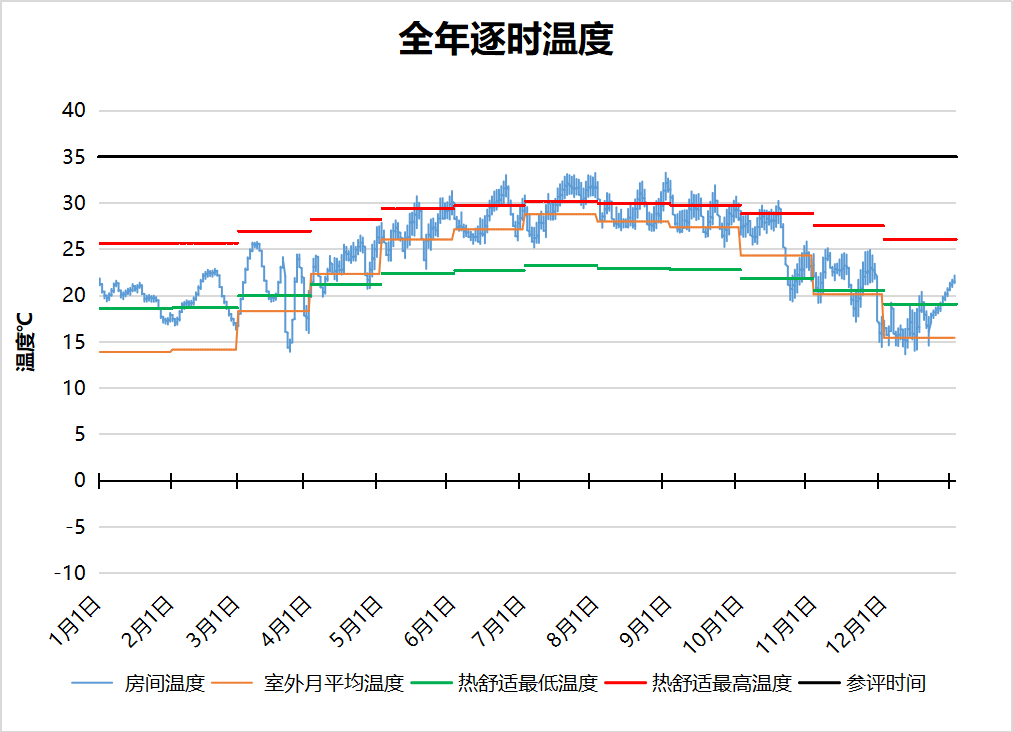 全年逐时温度
40
35
30
25
20
15
10
5
0
-5
-10
温度℃
1月1日
2月1日
3月1日
4月1日
5月1日
6月1日
7月1日
8月1日
9月1日
10月1日
11月1日
12月1日
房间温度 室外月平均温度 热舒适最低温度 热舒适最高温度 参评时间